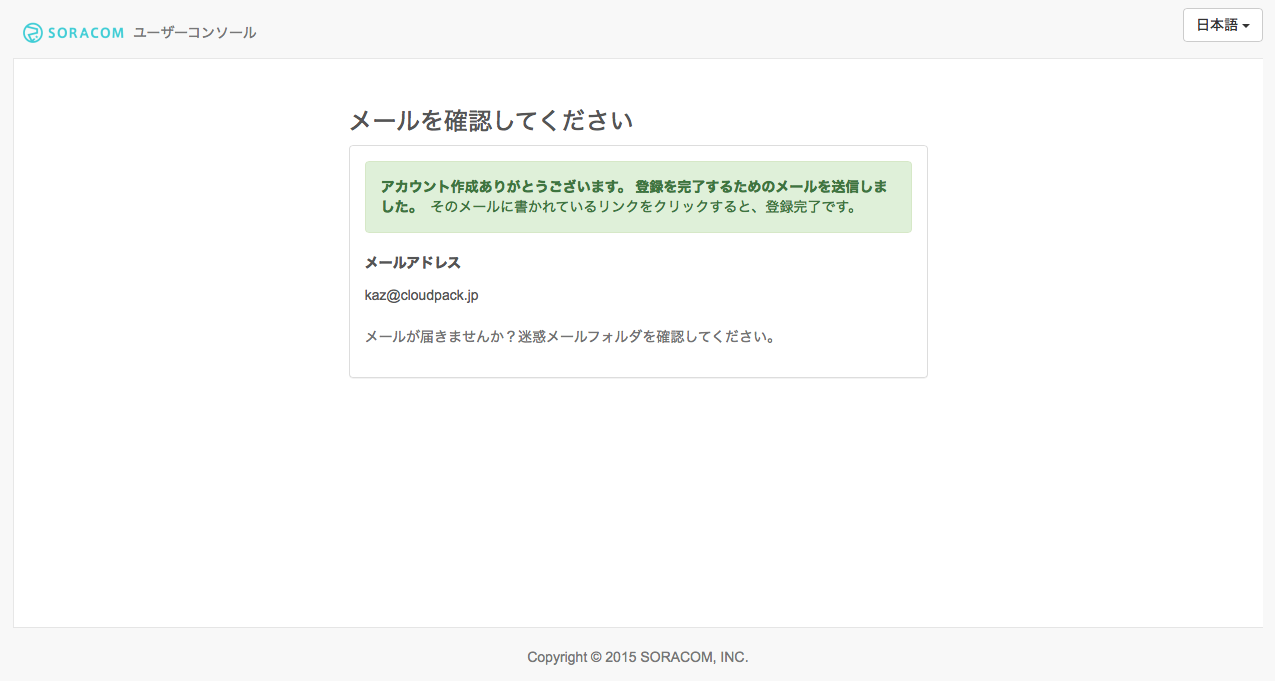 SORACOM ユーザーコンソール
日本語
メールを確認してください
アカウント作成ありがとうございます。 登録を完了するためのメールを送信しま
した。 そのメールに書かれているリンクをクリックすると、登録完了です。
メールアドレス
kaz@cloudpack.jp
メールが届きませんか？迷惑メールフォルダを確認してください。
Copyright © 2015 SORACOM, INC.